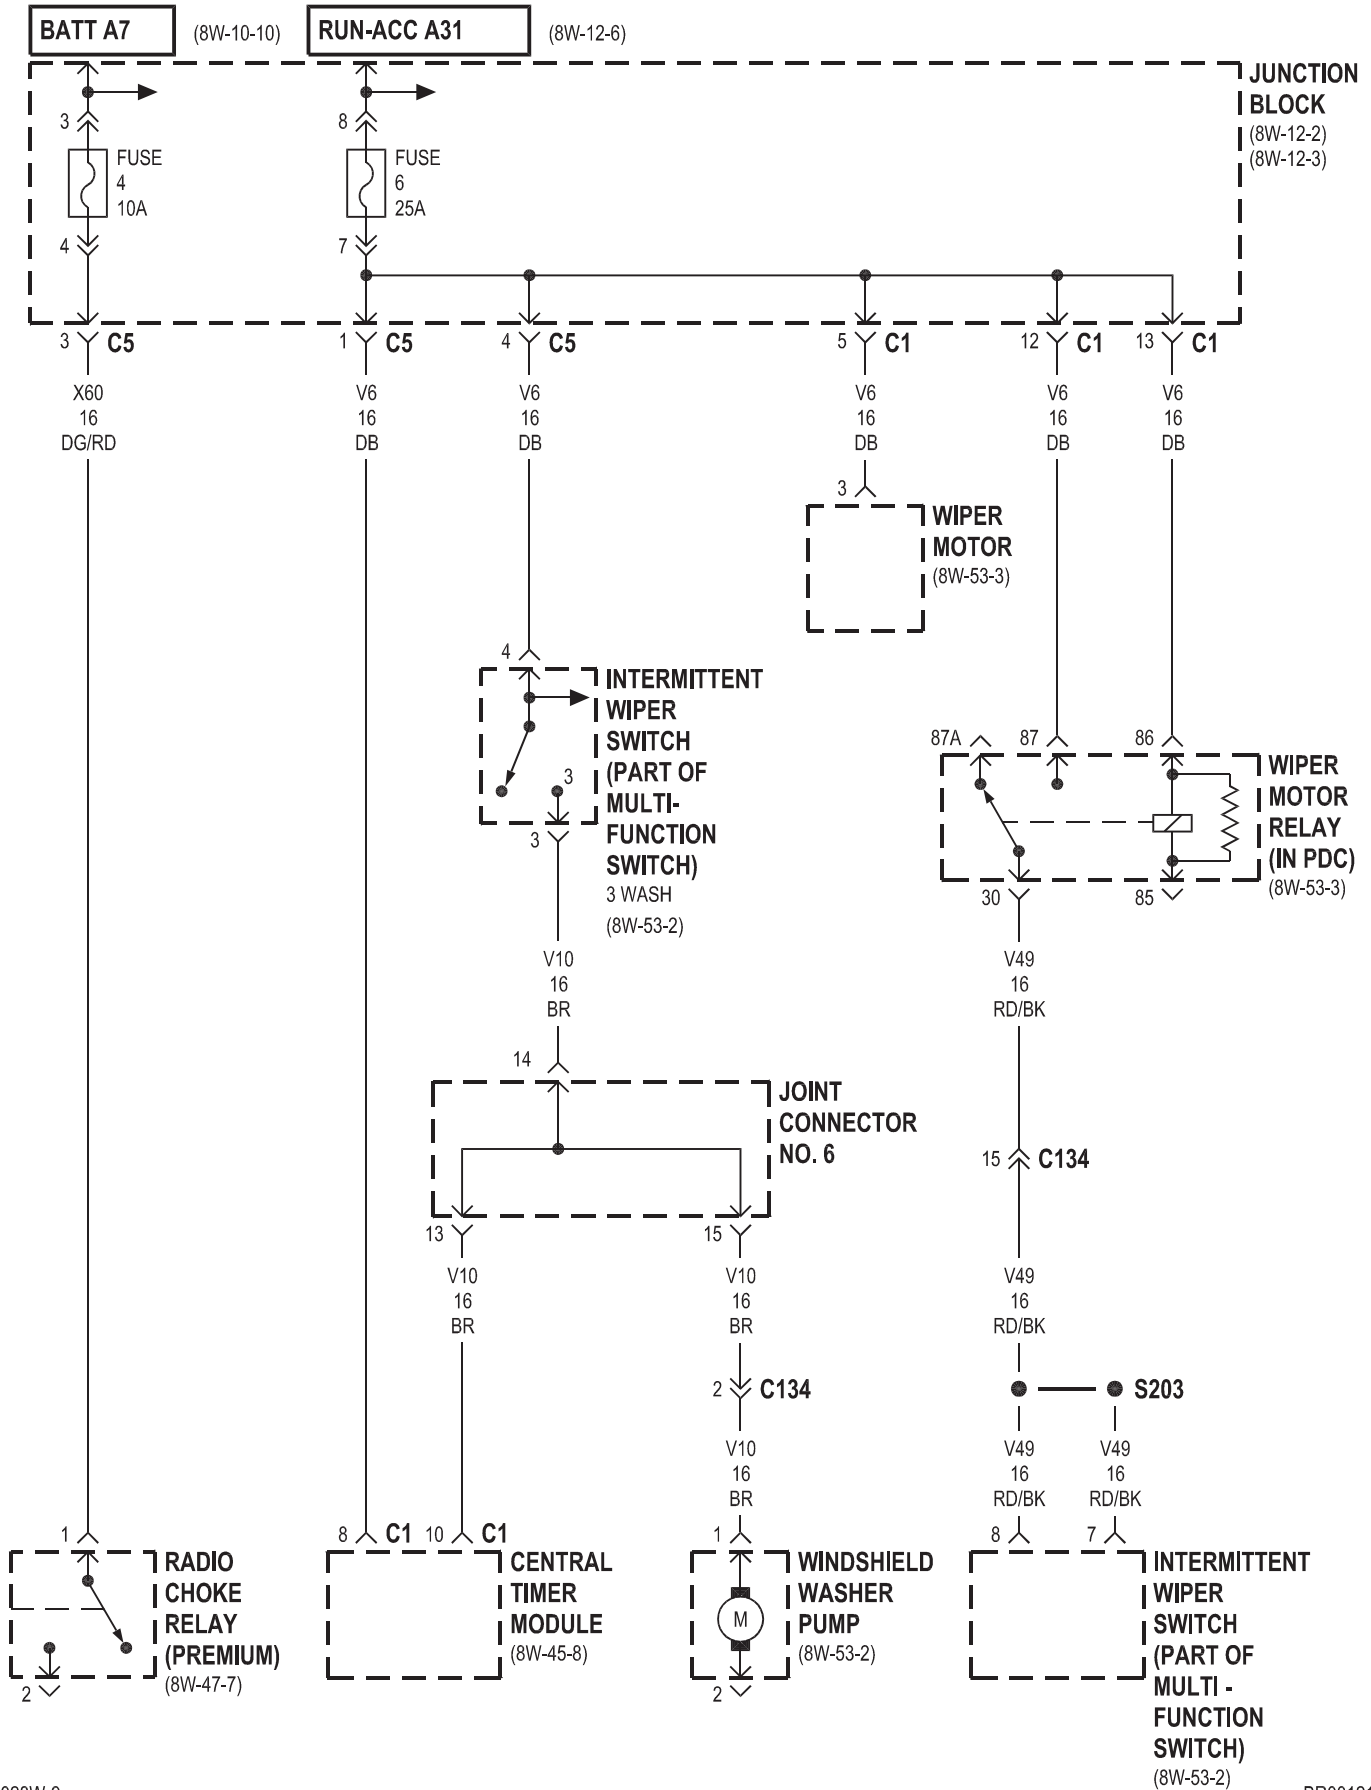 BATT A7 (8W-10-10) RUN-ACC A31 (8W-12-6)
JUNCTION
BLOCK
(8W-12-2)
(8W-12-3)
3
FUSE
4
10A
4
8
FUSE
6
25A
7
3 C5 1 C5 4 C5 5 C1 12 C1 13 C1
X60 V6 V6 V6 V6 V6
16 16 16 16 16 16
DG/RD DB DB DB DB DB
3
WIPER
MOTOR
(8W-53-3)
4
INTERMITTENT
WIPER
SWITCH
(PART OF
MULTI-
FUNCTION
SWITCH)
3 WASH
(8W-53-2)
3
3
87A 87 86
WIPER
MOTOR
RELAY
(IN PDC)
(8W-53-3)
30 85
V10 V49
16 16
BR RD/BK
14
JOINT
CONNECTOR
NO. 6
15 C134
13 15
V10 V10 V49
16 16 16
BR BR RD/BK
2 C134 S203
V10 V49 V49
16 16 16
BR RD/BK RD/BK
1 8 C1 10 C1 1 8 7
RADIO
CHOKE
RELAY
(PREMIUM)
(8W-47-7)
2
CENTRAL
TIMER
MODULE
(8W-45-8)
M
WINDSHIELD
WASHER
PUMP
(8W-53-2)
2
INTERMITTENT
WIPER
SWITCH
(PART OF
MULTI -
FUNCTION
SWITCH)
(8W-53-2)